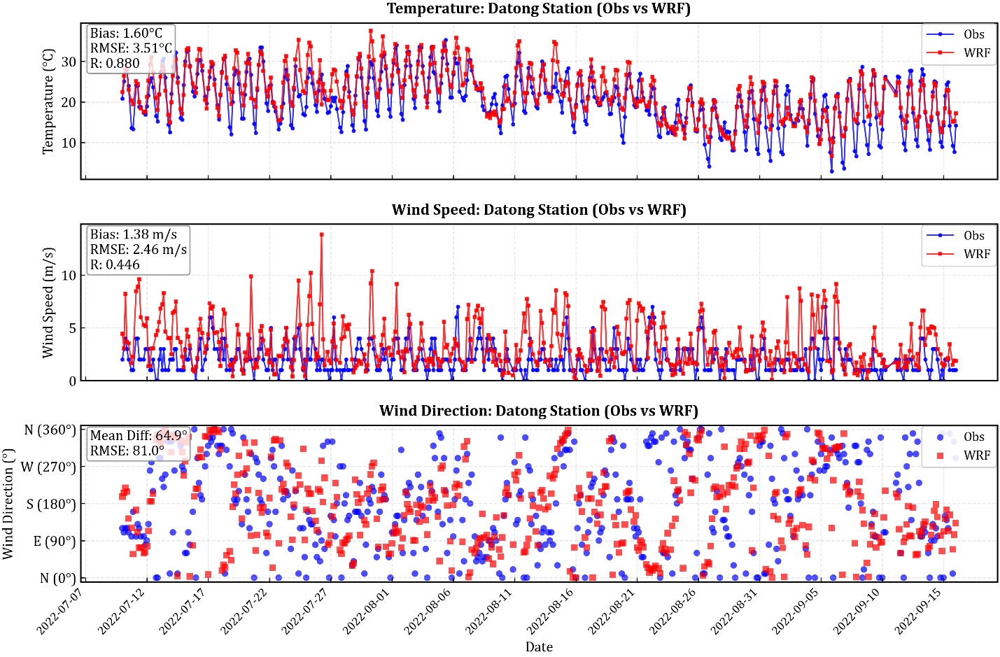 Temperature: Datong Station (Obs vs WRF)
Bias: 1.60°C
RMSE: 3.51°C
R: 0.880
Obs
WRF
Temperature (°C)
30
20
10
Wind Speed: Datong Station (Obs vs WRF)
Bias: 1.38 m/s
RMSE: 2.46 m/s
R: 0.446
Obs
WRF
Wind Speed (m/s)
10
5
0
Wind Direction: Datong Station (Obs vs WRF)
Mean Diff: 64.9°
RMSE: 81.0°
Obs
WRF
Wind Direction (°)
N (360°)
W (270°)
S (180°)
E (90°)
N (0°)
2022-07-07
2022-07-12
2022-07-17
2022-07-22
2022-07-27
2022-08-01
2022-08-06
2022-08-11
2022-08-16
2022-08-21
2022-08-26
2022-08-31
2022-09-05
2022-09-10
2022-09-15
Date